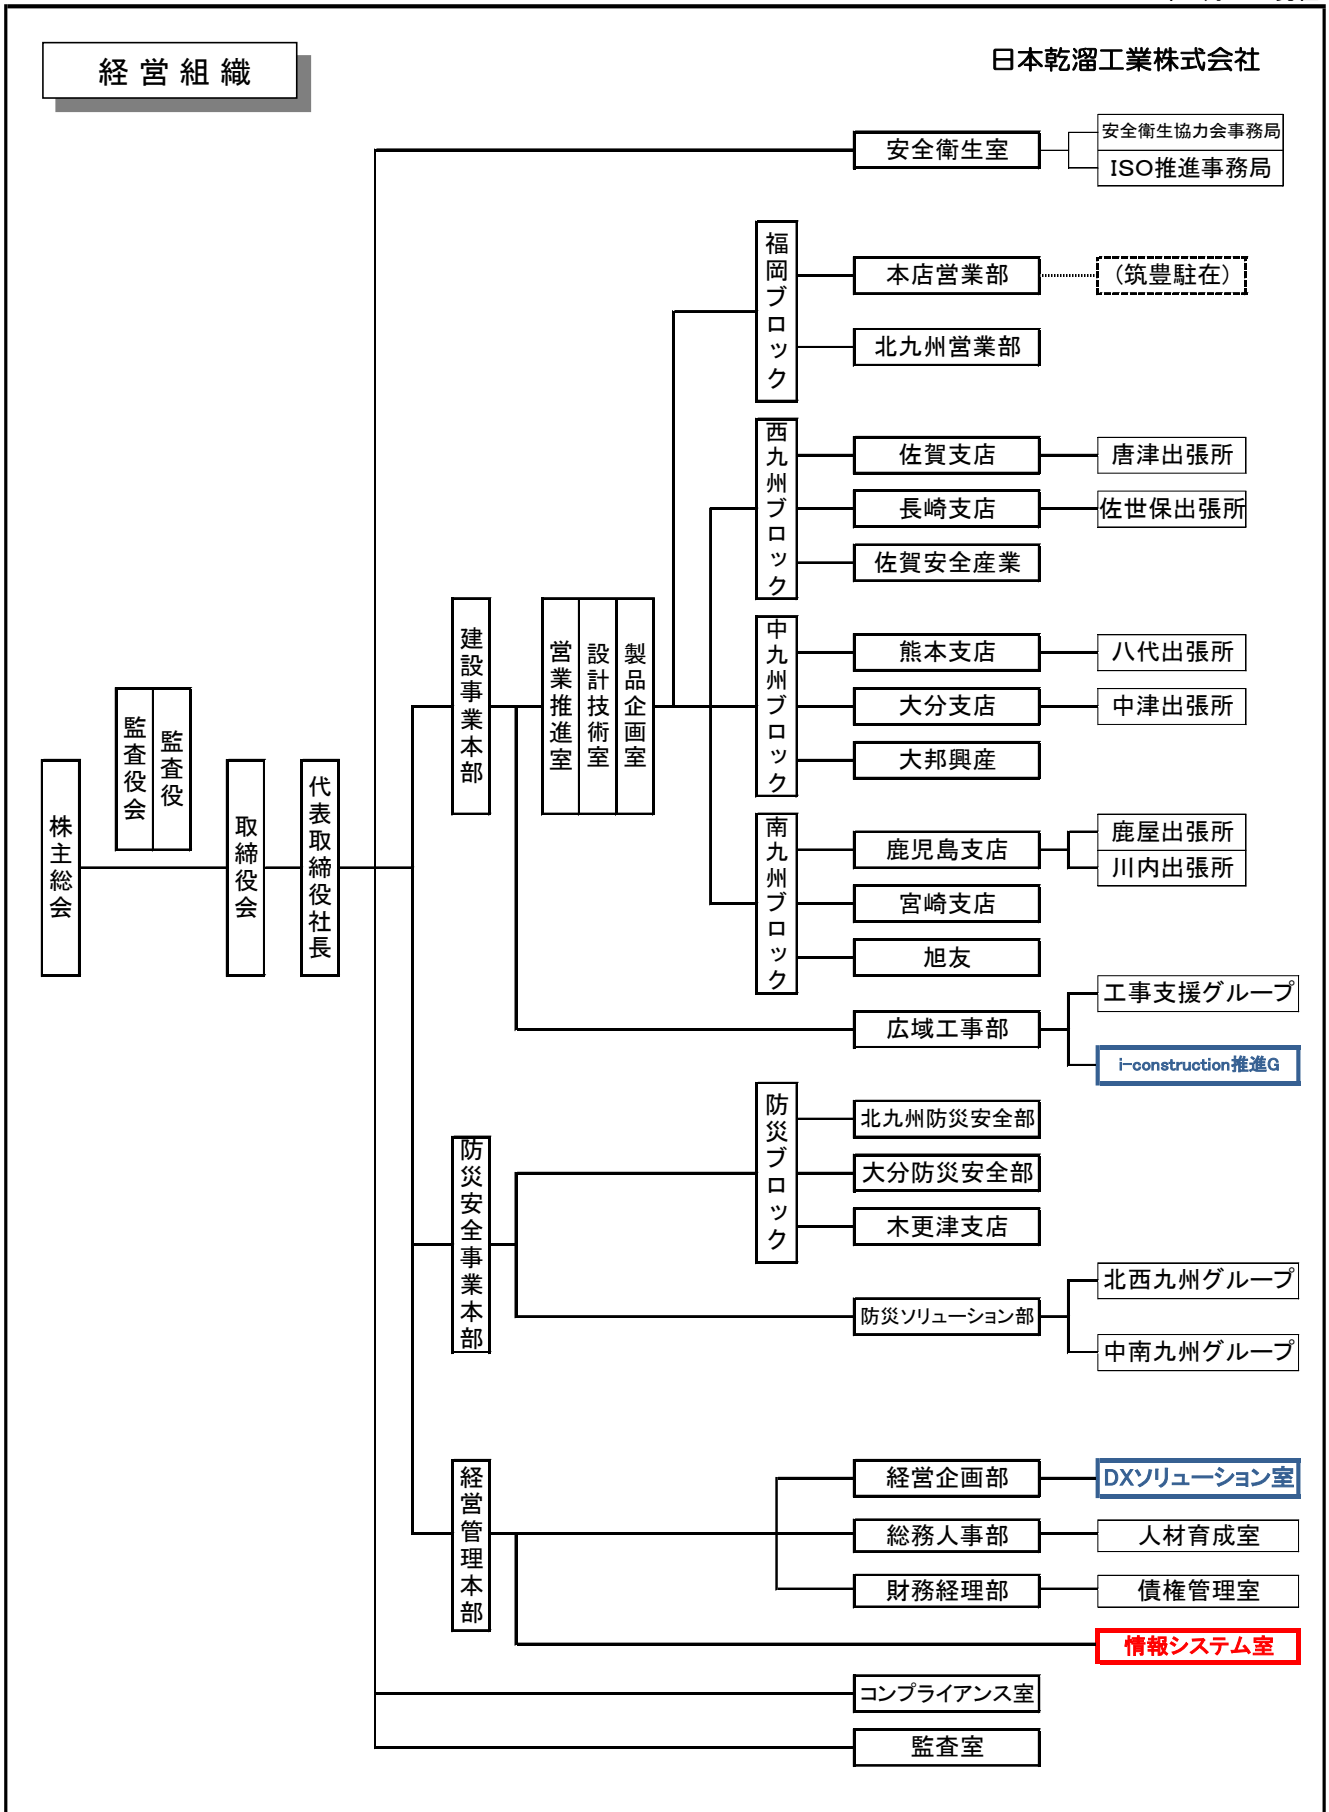 経営組織
日本乾溜工業株式会社
安全衛生室
安全衛生協力会事務局
ISO推進事務局
福岡ブロック
本店営業部
(筑豊駐在)
北九州営業部
西九州ブロック
佐賀支店
唐津出張所
長崎支店
佐世保出張所
佐賀安全産業
建設事業本部
営業推進室
設計技術室
製品企画室
中九州ブロック
熊本支店
八代出張所
大分支店
中津出張所
大邦興産
株主総会
監査役会
監査役
取締役会
代表取締役社長
南九州ブロック
鹿児島支店
鹿屋出張所
川内出張所
宮崎支店
旭友
広域工事部
工事支援グループ
i-construction推進G
防災安全事業本部
防災ブロック
北九州防災安全部
大分防災安全部
木更津支店
防災ソリューション部
北西九州グループ
中南九州グループ
経営管理本部
経営企画部
DXソリューション室
総務人事部
人材育成室
財務経理部
債権管理室
情報システム室
コンプライアンス室
監査室